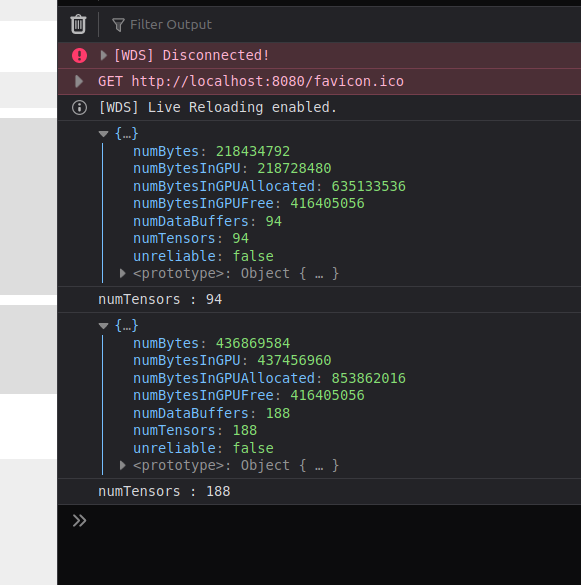 Filter Output
[WDS] Disconnected!
GET http://localhost:8080/favicon.ico
[WDS] Live Reloading enabled.
{…}
numBytes: 218434792
numBytesInGPU: 218728480
numBytesInGPUAllocated: 635133536
numBytesInGPUFree: 416405056
numDataBuffers: 94
numTensors: 94
unreliable: false
<prototype>: Object { … }
numTensors : 94
{…}
numBytes: 436869584
numBytesInGPU: 437456960
numBytesInGPUAllocated: 853862016
numBytesInGPUFree: 416405056
numDataBuffers: 188
numTensors: 188
unreliable: false
<prototype>: Object { … }
numTensors : 188